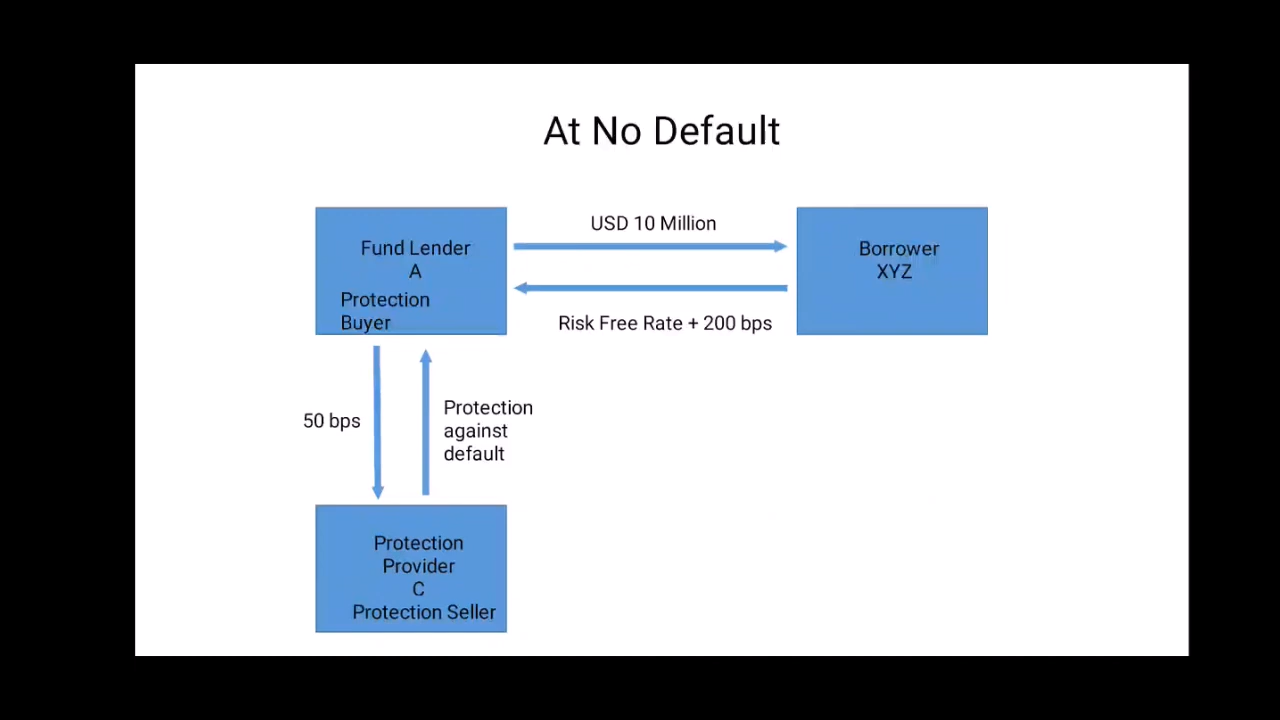 At No Default
USD 10 Million
Fund Lender
A
Protection
Buyer
Borrower
XYZ
Risk Free Rate + 200 bps
50 bps
Protection
against
default
Protection
Provider
C
Protection Seller